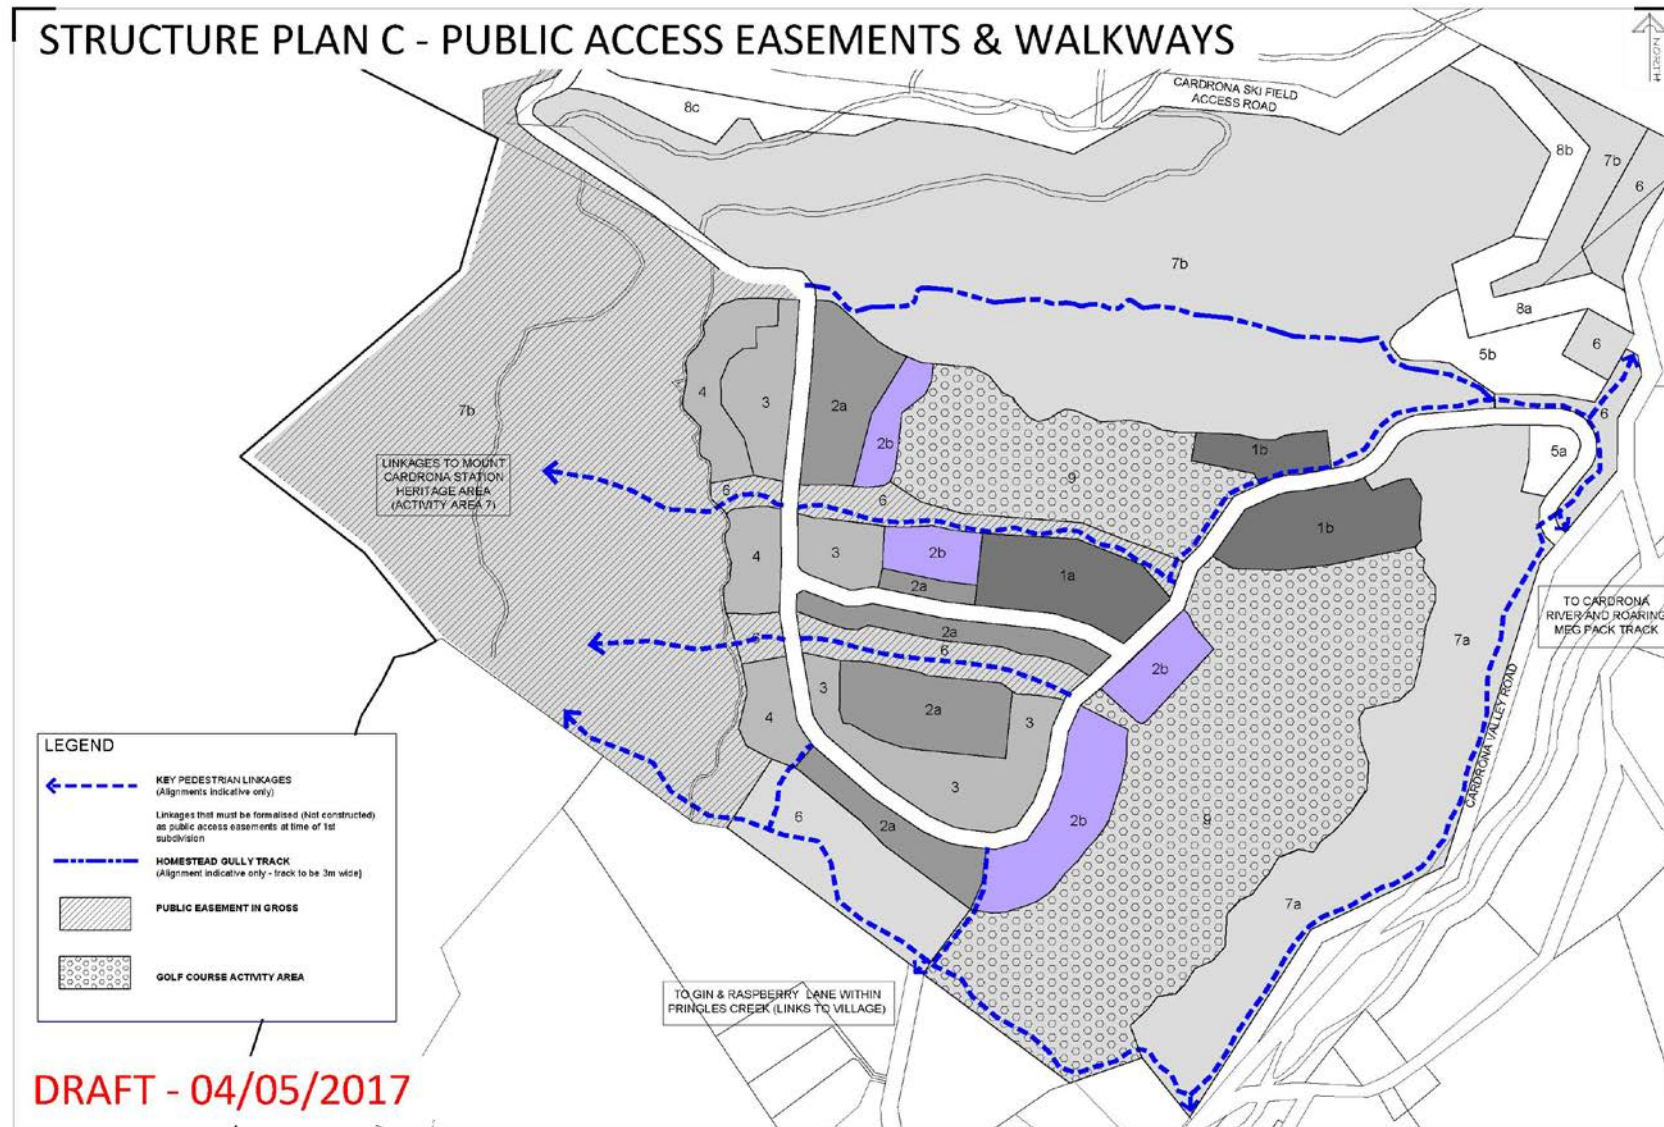 STRUCTURE PLAN C - PUBLIC ACCESS EASEMENTS & WALKWAYS
NORTH
CARDRONA SKI FIELD
ACCESS ROAD
8c
8b
7b
6
7b
8a
6
5b
6
5a
7b
LINKAGES TO MOUNT
CARDRONA STATION
HERITAGE AREA
(ACTIVITY AREA 7)
4
3
2a
2b
9
1b
6
6
1b
4
3
2b
2a
1a
2a
6
6
2b
3
2a
3
4
3
7a
TO CARDRONA
RIVER AND ROARING
MEG PACK TRACK
CARDRONA VALLEY ROAD
6
2a
2b
9
7a
TO GIN & RASPBERRY LANE WITHIN
PRINGLES CREEK (LINKS TO VILLAGE)
LEGEND
KEY PEDESTRIAN LINKAGES
(Alignments indicative only)
Linkages that must be formalised (Not constructed)
as public access easements at time of 1st
subdivision
HOMESTEAD GULLY TRACK
(Alignment indicative only - track to be 3m wide)
PUBLIC EASEMENT IN GROSS
GOLF COURSE ACTIVITY AREA
DRAFT - 04/05/2017